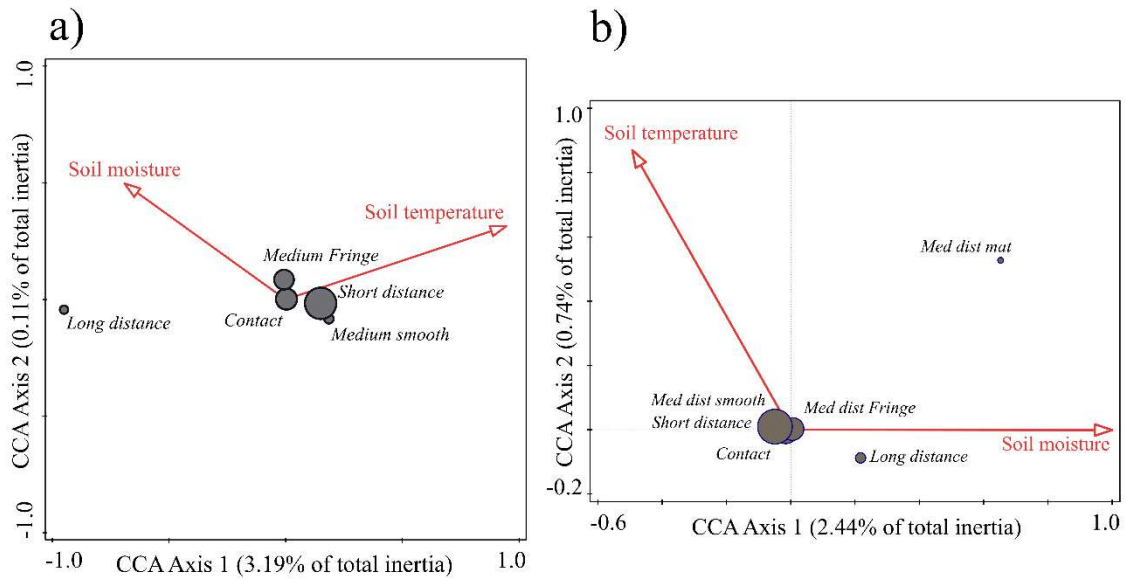 a)
1.0
CCA Axis 2 (0.11% of total inertia)
-1.0
Soil moisture
Soil temperature
Medium Fringe
Short distance
Contact
Long distance
Medium smooth
-1.0
1.0
CCA Axis 1 (3.19% of total inertia)
b)
1.0
CCA Axis 2 (0.74% of total inertia)
-0.2
Soil temperature
Med dist mat
Med dist smooth
Med dist Fringe
Short distance
Contact
Long distance
Soil moisture
-0.6
1.0
CCA Axis 1 (2.44% of total inertia)